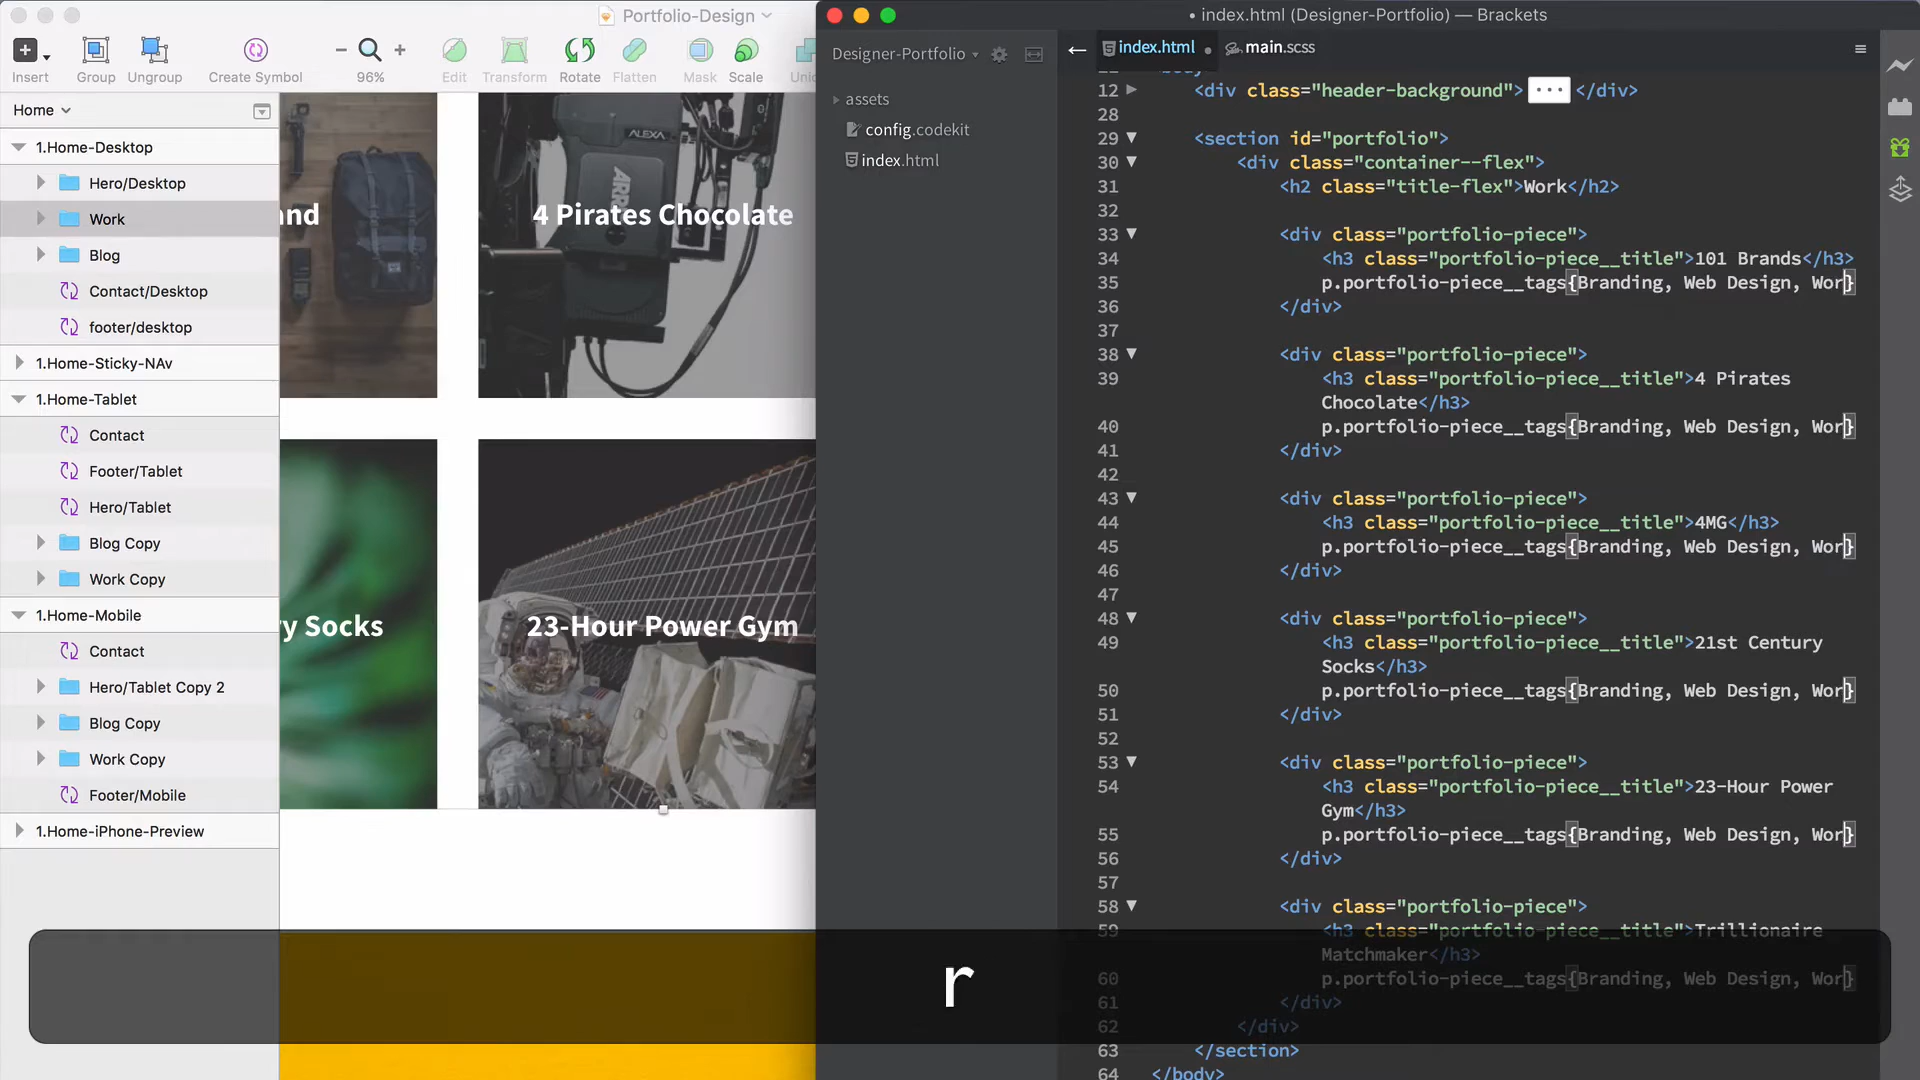 Portfolio-Design
Insert
Group
Ungroup
Create Symbol
96%
Edit
Transform
Rotate
Flatten
Mask
Scale
Home
1.Home-Desktop
Hero/Desktop
Work
Blog
Contact/Desktop
footer/desktop
1.Home-Sticky-NAv
1.Home-Tablet
Contact
Footer/Tablet
Hero/Tablet
Blog Copy
Work Copy
1.Home-Mobile
Contact
Hero/Tablet Copy 2
Blog Copy
Work Copy
Footer/Mobile
1.Home-iPhone-Preview
and
ALEXA
ARRI
4 Pirates Chocolate
y Socks
23-Hour Power Gym
• index.html (Designer-Portfolio) — Brackets
Designer-Portfolio
assets
config.codekit
index.html
index.html •
main.scss
12 <div class="header-background"> ... </div>
28
29 <section id="portfolio">
30 <div class="container--flex">
31 <h2 class="title-flex">Work</h2>
32
33 <div class="portfolio-piece">
34 <h3 class="portfolio-piece__title">101 Brands</h3>
35 p.portfolio-piece__tags{Branding, Web Design, Wor}
36 </div>
37
38 <div class="portfolio-piece">
39 <h3 class="portfolio-piece__title">4 Pirates
Chocolate</h3>
40 p.portfolio-piece__tags{Branding, Web Design, Wor}
41 </div>
42
43 <div class="portfolio-piece">
44 <h3 class="portfolio-piece__title">4MG</h3>
45 p.portfolio-piece__tags{Branding, Web Design, Wor}
46 </div>
47
48 <div class="portfolio-piece">
49 <h3 class="portfolio-piece__title">21st Century
Socks</h3>
50 p.portfolio-piece__tags{Branding, Web Design, Wor}
51 </div>
52
53 <div class="portfolio-piece">
54 <h3 class="portfolio-piece__title">23-Hour Power
Gym</h3>
55 p.portfolio-piece__tags{Branding, Web Design, Wor}
56 </div>
57
58 <div class="portfolio-piece">
59 <h3 class="portfolio-piece__title">Trillionaire
Matchmaker</h3>
60 p.portfolio-piece__tags{Branding, Web Design, Wor}
61 </div>
62 </div>
63 </section>
64 </body>
r